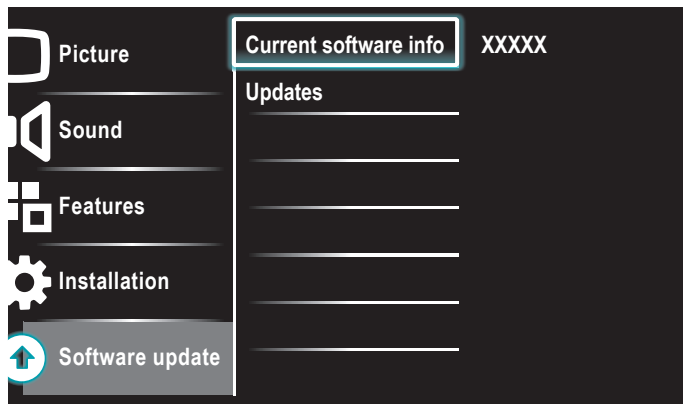 Picture
Sound
Features
Installation
Software update
Current software info
XXXXX
Updates